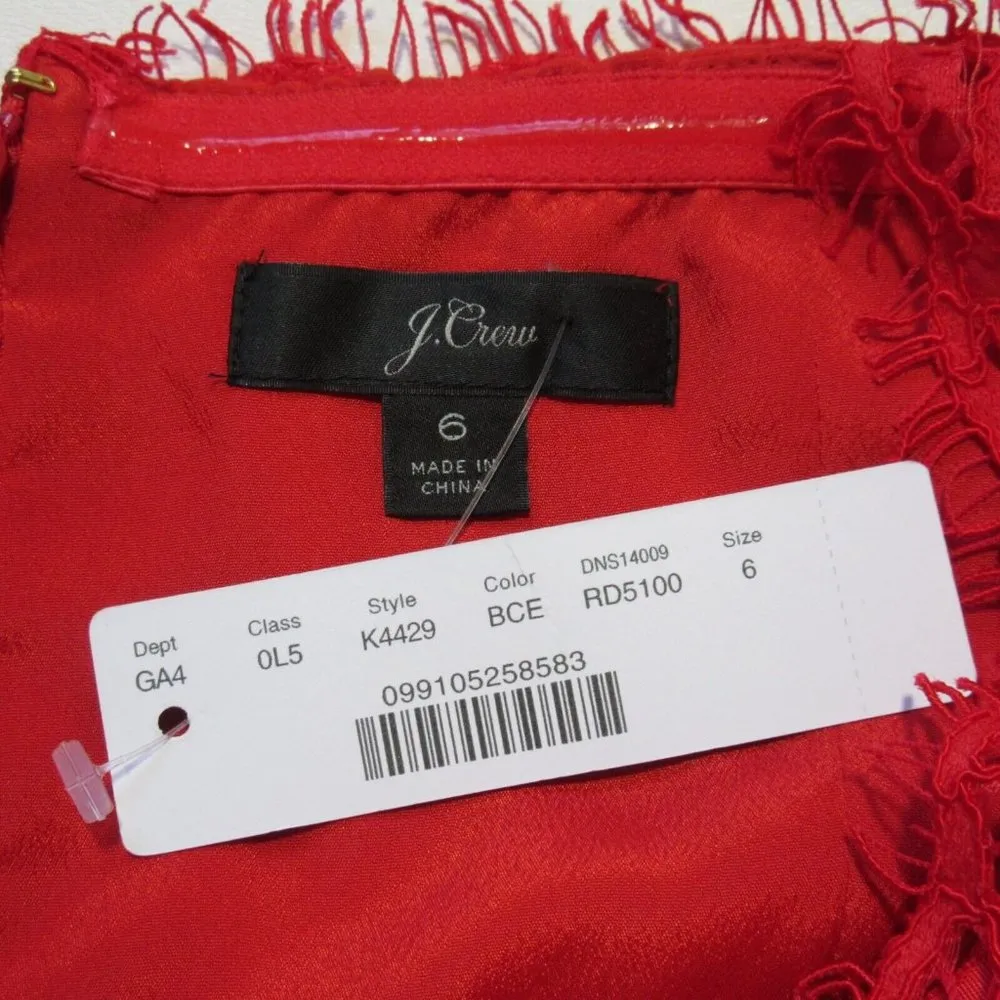 J.Crew
6
MADE IN
CHINA
Dept Class Style Color DNS14009 Size
GA4 0L5 K4429 BCE RD5100 6
099105258583